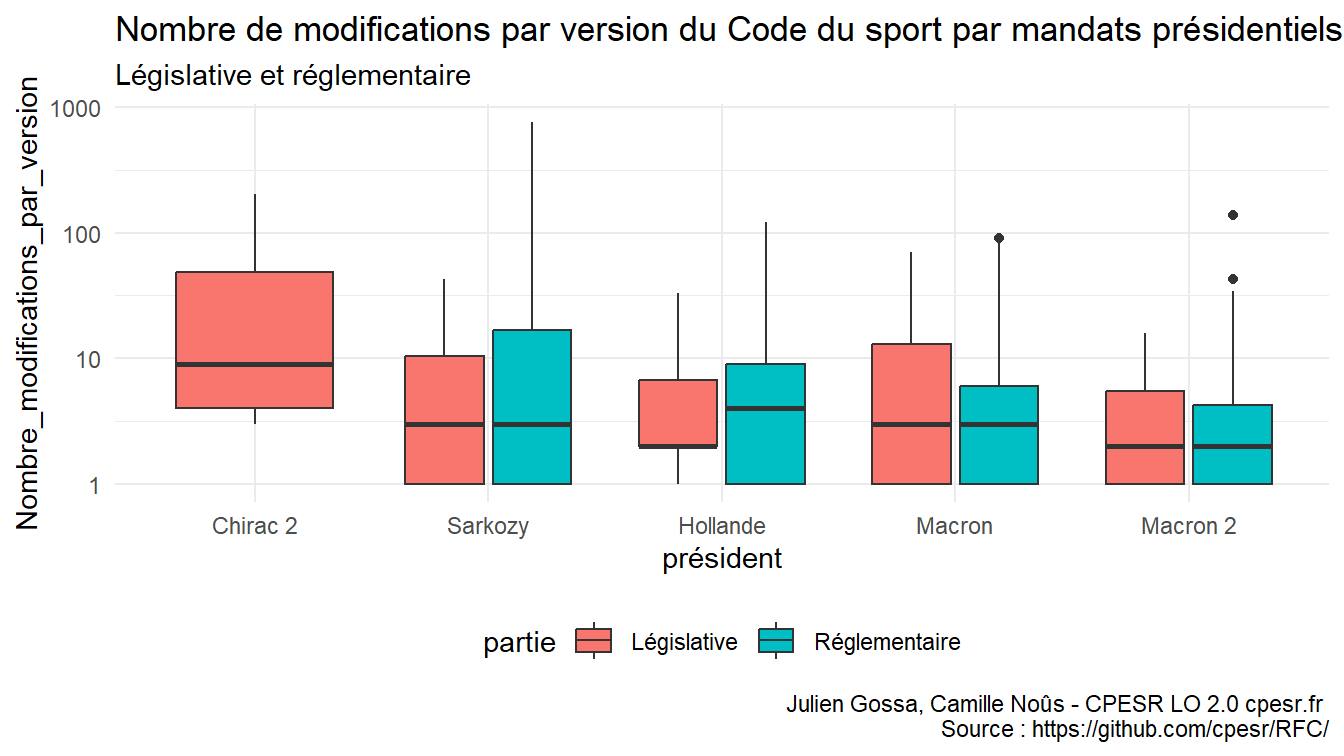 Nombre de modifications par version du Code du sport par mandats présidentiels
Législative et réglementaire
Nombre_modifications_par_version
1000
100
10
1
Chirac 2
Sarkozy
Hollande
Macron
Macron 2
président
partie
Législative
Réglementaire
Julien Gossa, Camille Noûs - CPESR LO 2.0 cpesr.fr
Source : https://github.com/cpesr/RFC/